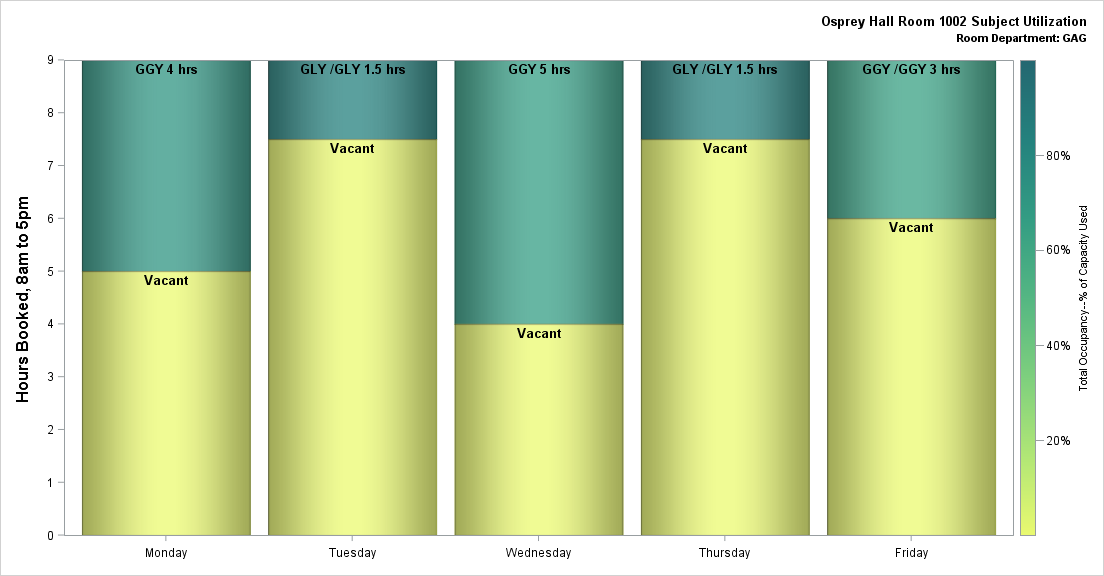 Osprey Hall Room 1002 Subject Utilization
Room Department: GAG
Hours Booked, 8am to 5pm
9
8
7
6
5
4
3
2
1
0
GGY 4 hrs
Vacant
GLY /GLY 1.5 hrs
Vacant
GGY 5 hrs
Vacant
GLY /GLY 1.5 hrs
Vacant
GGY /GGY 3 hrs
Vacant
Monday
Tuesday
Wednesday
Thursday
Friday
80%
60%
40%
20%
Total Occupancy--% of Capacity Used